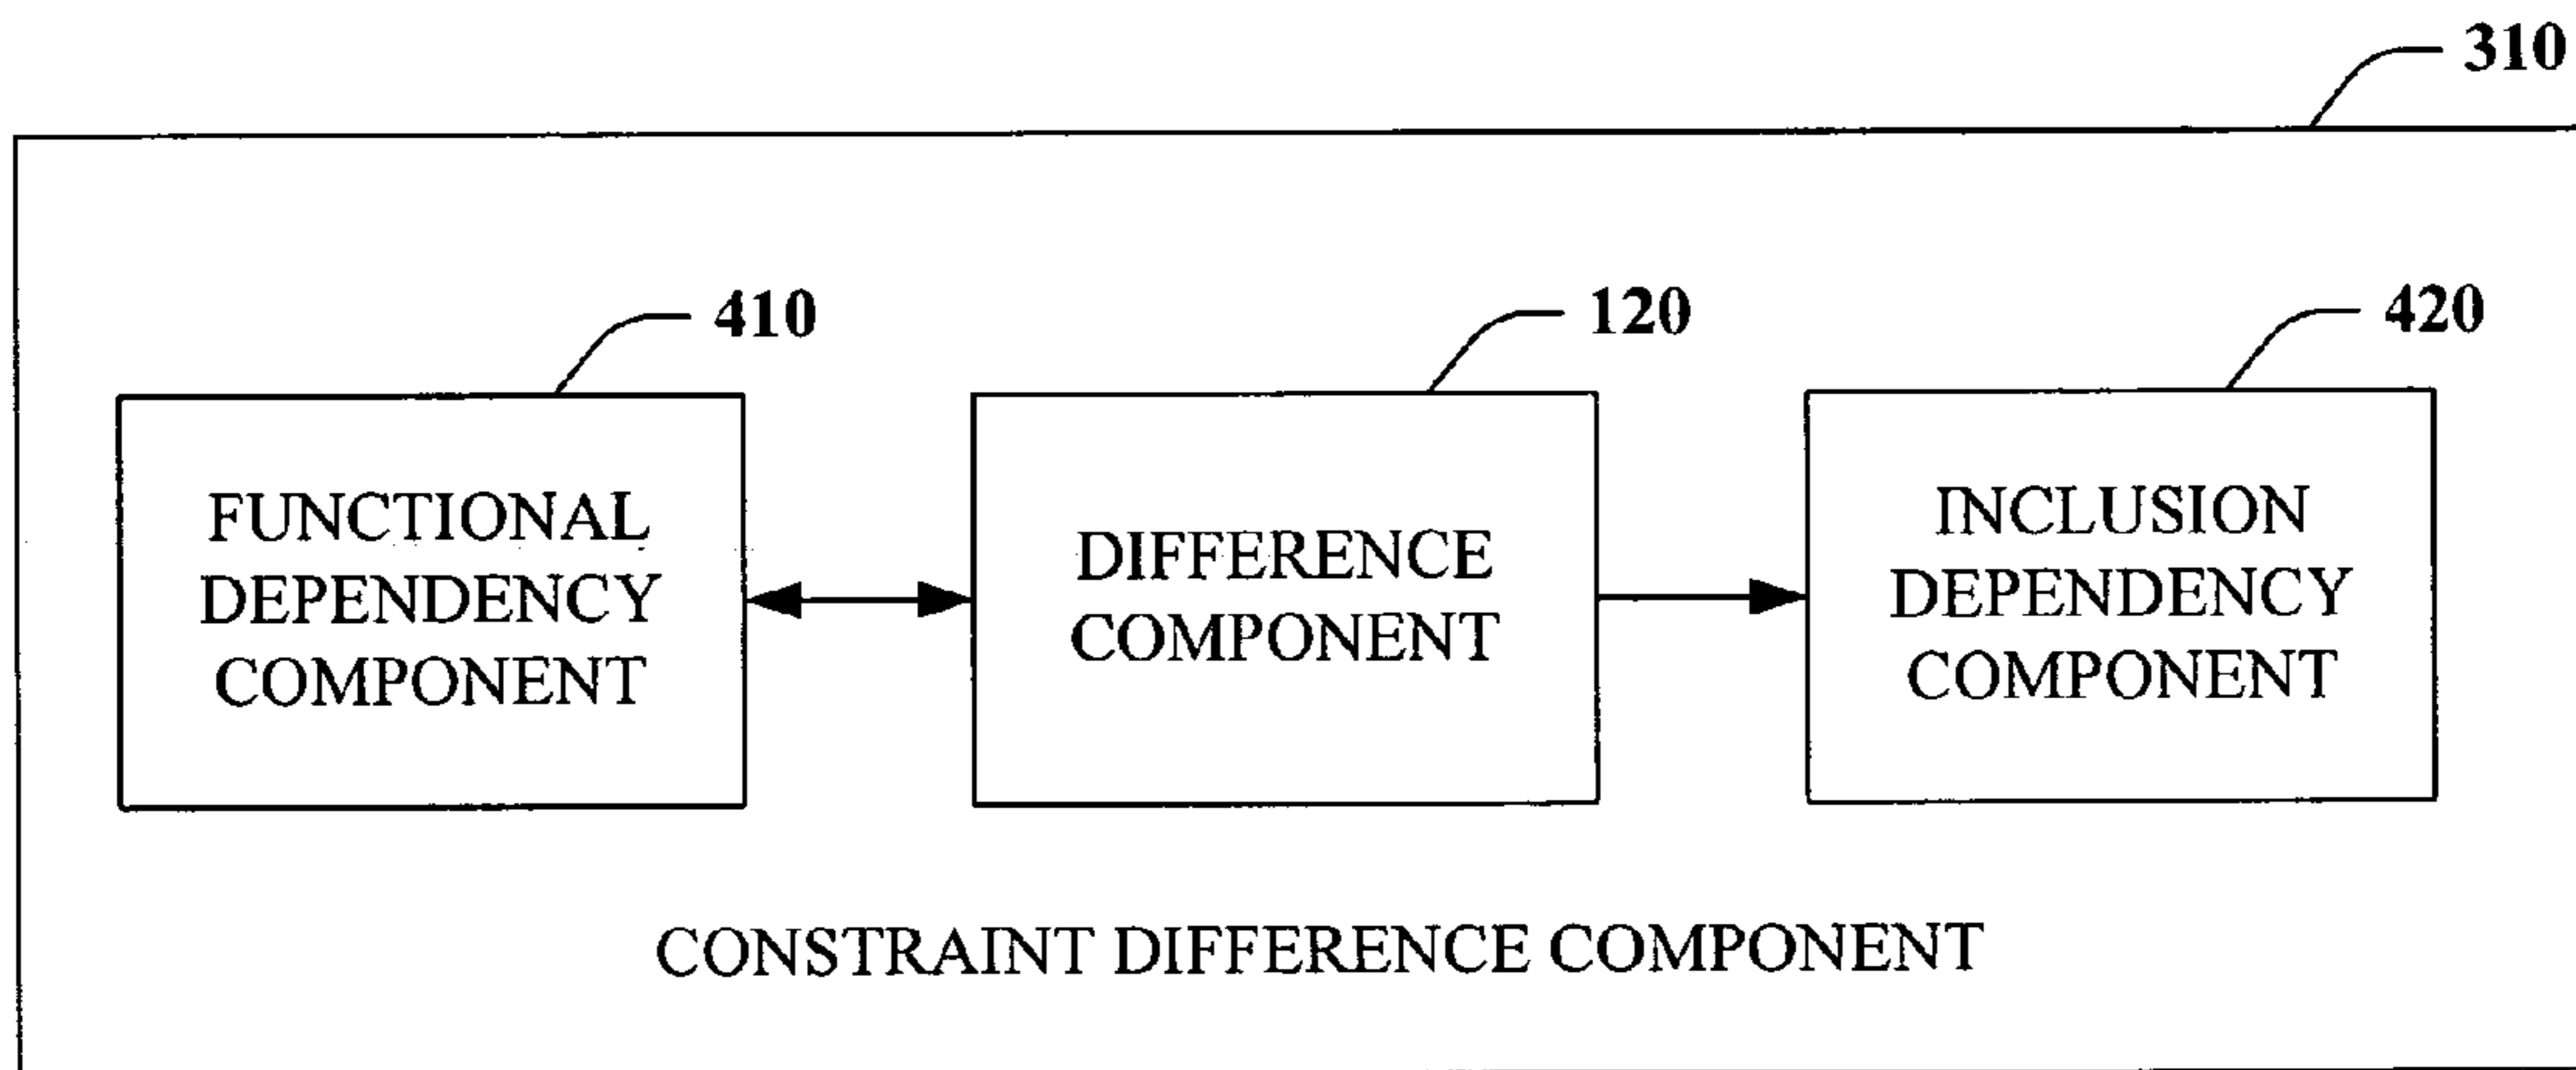 310
410
120
420
FUNCTIONAL
DEPENDENCY
COMPONENT
DIFFERENCE
COMPONENT
INCLUSION
DEPENDENCY
COMPONENT
CONSTRAINT DIFFERENCE COMPONENT